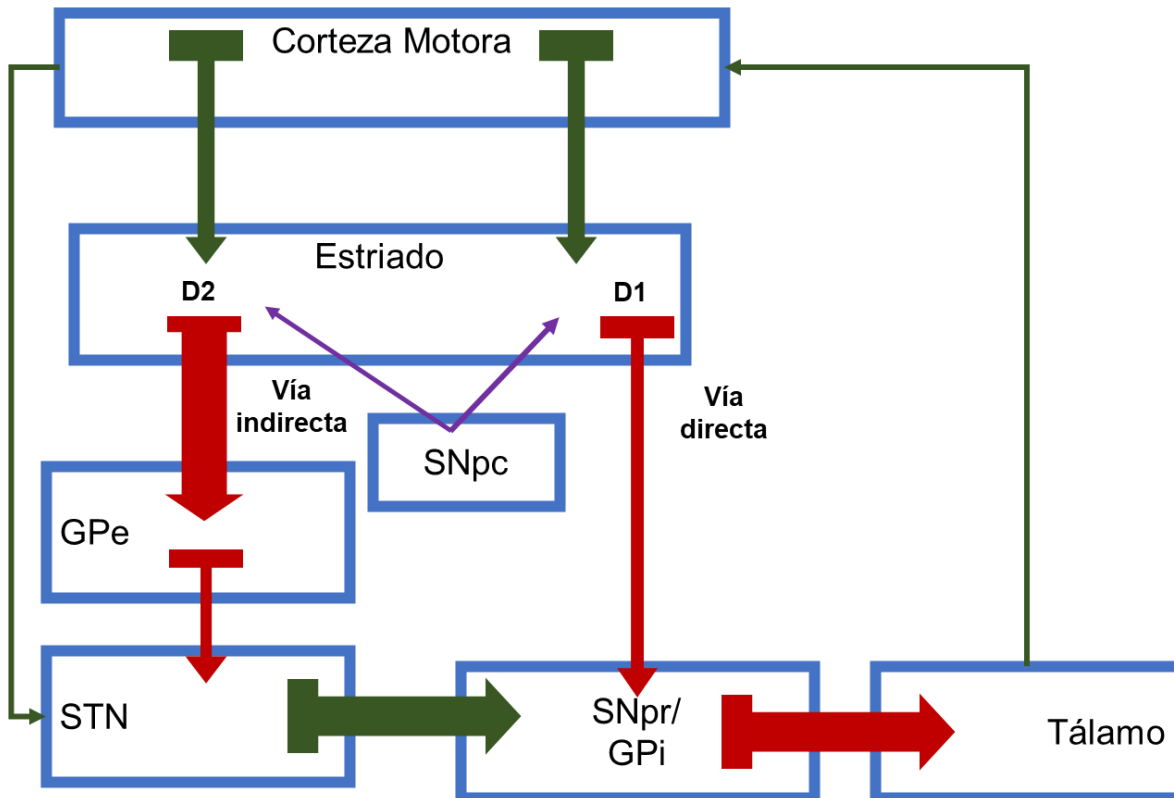 Corteza Motora
Estriado
D2
D1
Vía
indirecta
Vía
directa
SNpc
GPe
STN
SNpr/
GPi
Tálamo